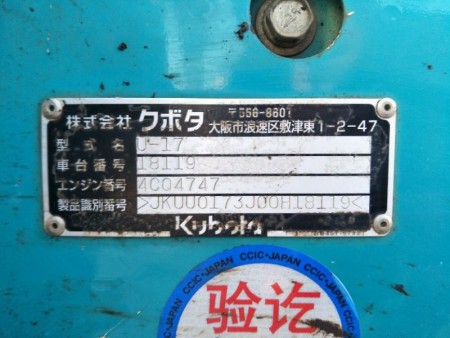 〒556-8601
株式会社 クボタ 大阪市浪速区敷津東1-2-47
型式名 U-17
車台番号 18119
エンジン番号 4C04747
製品識別番号 >JKUU0173J00H18119<
Kubota
CCIC・JAPAN CCIC・JAPAN CCIC・JAPAN
验讫